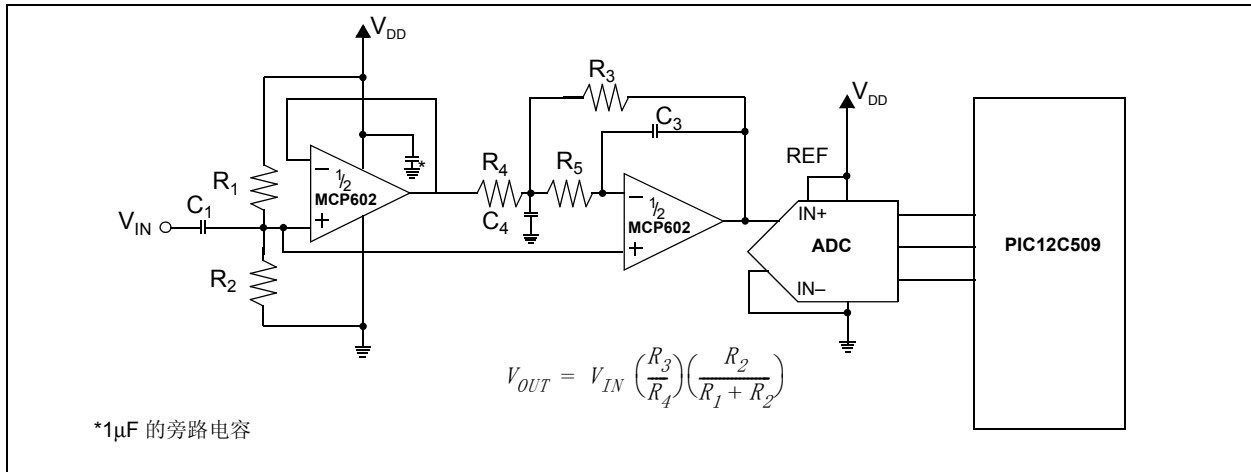 V_DD
R_3
C_3
V_DD
REF
R_1
– ½ MCP602 +
*
R_4
R_5
C_4
– ½ MCP602 +
V_IN
C_1
R_2
IN+
ADC
IN–
PIC12C509
V_OUT = V_IN (R_3/R_4)(R_2/(R_1 + R_2))
*1μF 的旁路电容